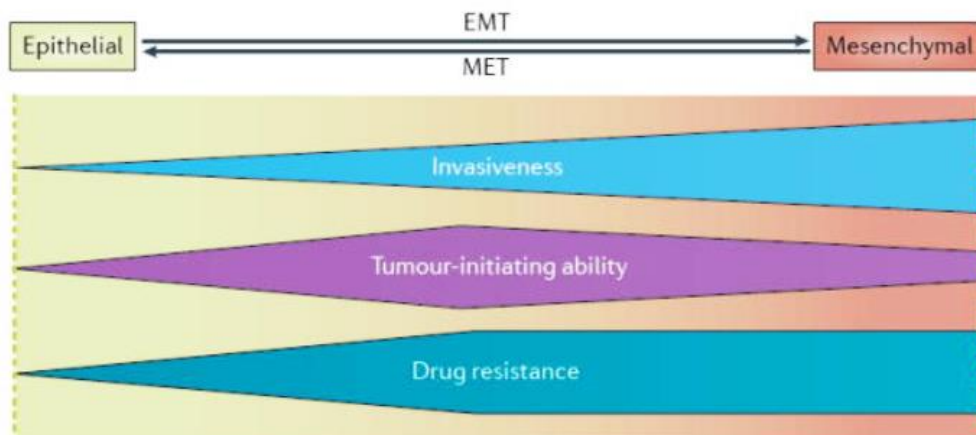 EMT
Epithelial
Mesenchymal
MET
Invasiveness
Tumour-initiating ability
Drug resistance